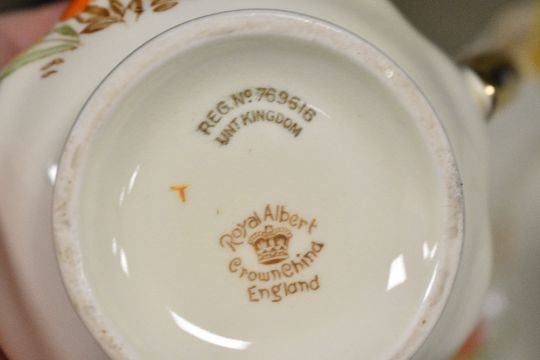 REG. Nº 769616
UNT KINGDOM
T
Royal Albert
Crown China
England